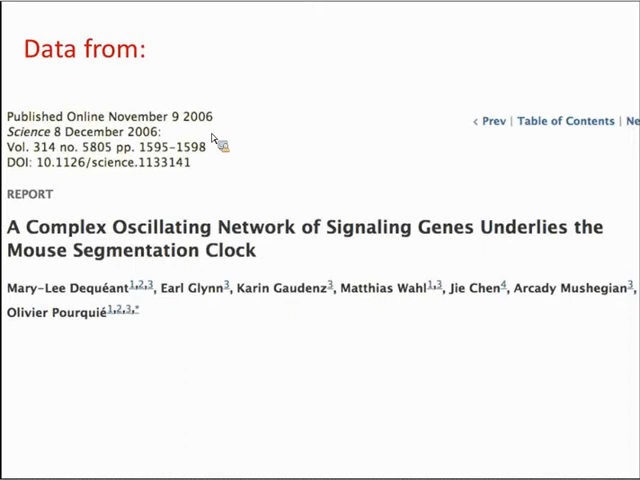 Data from:
Published Online November 9 2006
Science 8 December 2006:
Vol. 314 no. 5805 pp. 1595-1598
DOI: 10.1126/science.1133141
‹ Prev | Table of Contents | Ne
REPORT
A Complex Oscillating Network of Signaling Genes Underlies the
Mouse Segmentation Clock
Mary-Lee Dequéant1,2,3, Earl Glynn3, Karin Gaudenz3, Matthias Wahl1,3, Jie Chen4, Arcady Mushegian3,
Olivier Pourquié1,2,3,*